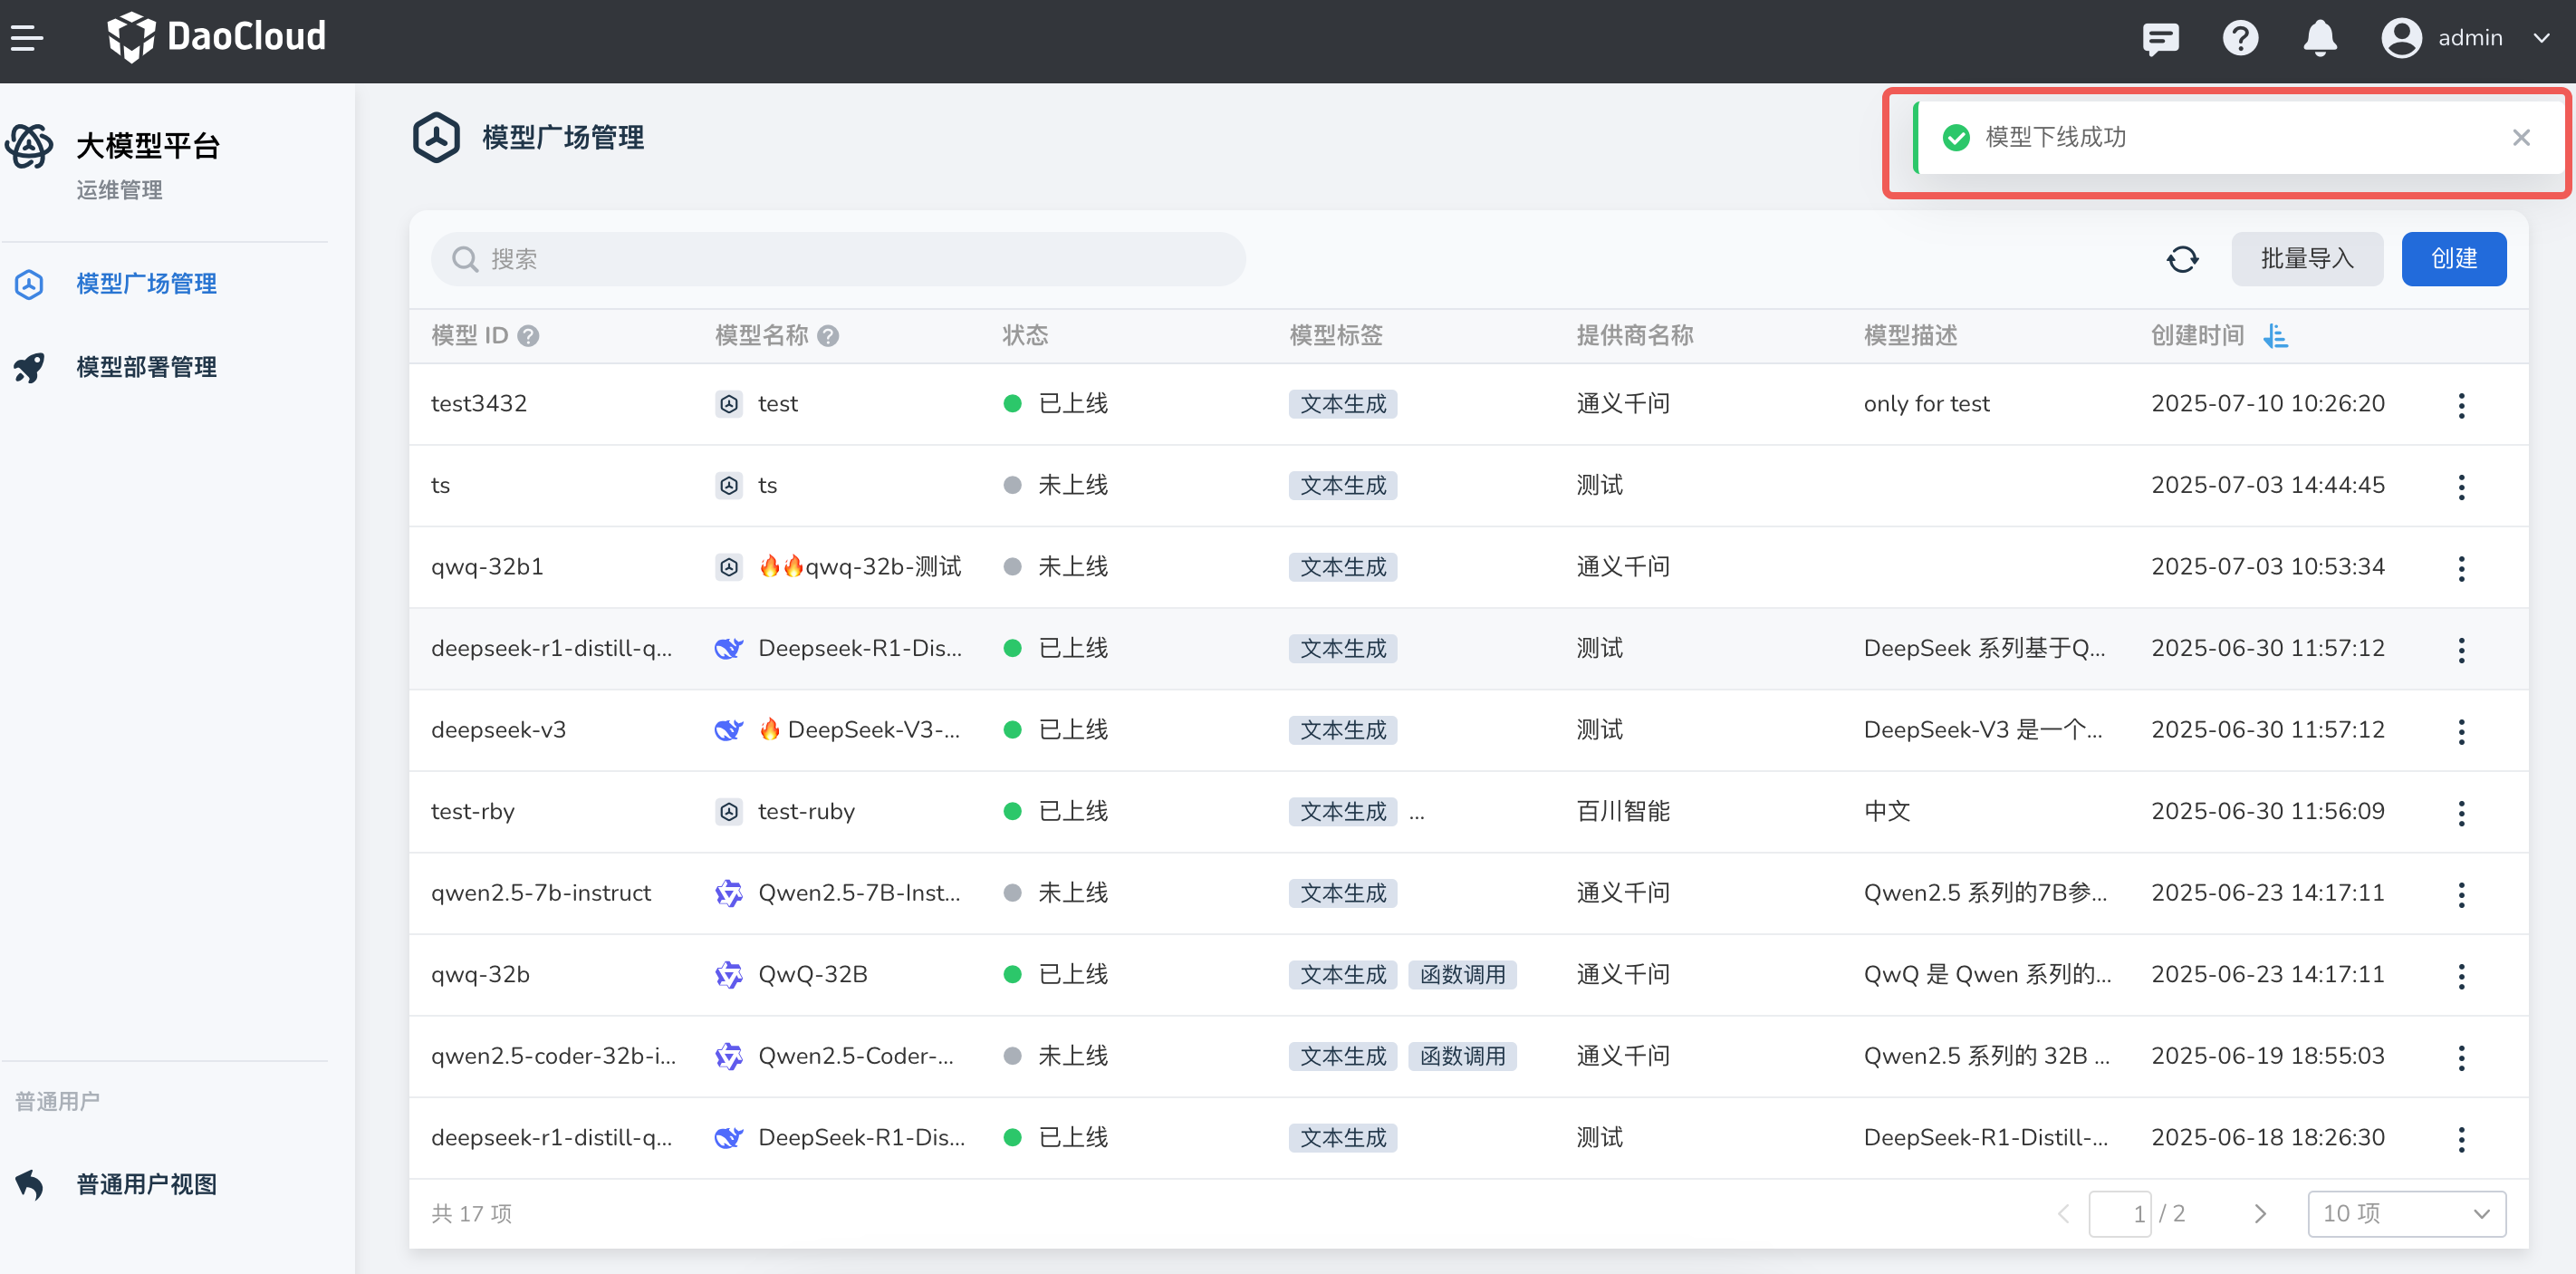 DaoCloud
admin
大模型平台
运维管理
模型广场管理
模型部署管理
普通用户
普通用户视图
模型广场管理
模型下线成功
搜索
批量导入
创建
模型 ID 模型名称 状态 模型标签 提供商名称 模型描述 创建时间
test3432 test 已上线 文本生成 通义千问 only for test 2025-07-10 10:26:20
ts ts 未上线 文本生成 测试 2025-07-03 14:44:45
qwq-32b1 🔥🔥qwq-32b-测试 未上线 文本生成 通义千问 2025-07-03 10:53:34
deepseek-r1-distill-q... Deepseek-R1-Dis... 已上线 文本生成 测试 DeepSeek 系列基于Q... 2025-06-30 11:57:12
deepseek-v3 🔥 DeepSeek-V3-... 已上线 文本生成 测试 DeepSeek-V3 是一个... 2025-06-30 11:57:12
test-rby test-ruby 已上线 文本生成 ... 百川智能 中文 2025-06-30 11:56:09
qwen2.5-7b-instruct Qwen2.5-7B-Inst... 未上线 文本生成 通义千问 Qwen2.5 系列的7B参... 2025-06-23 14:17:11
qwq-32b QwQ-32B 已上线 文本生成 函数调用 通义千问 QwQ 是 Qwen 系列的... 2025-06-23 14:17:11
qwen2.5-coder-32b-i... Qwen2.5-Coder-... 未上线 文本生成 函数调用 通义千问 Qwen2.5 系列的 32B ... 2025-06-19 18:55:03
deepseek-r1-distill-q... DeepSeek-R1-Dis... 已上线 文本生成 测试 DeepSeek-R1-Distill-... 2025-06-18 18:26:30
共 17 项
1 / 2
10 项